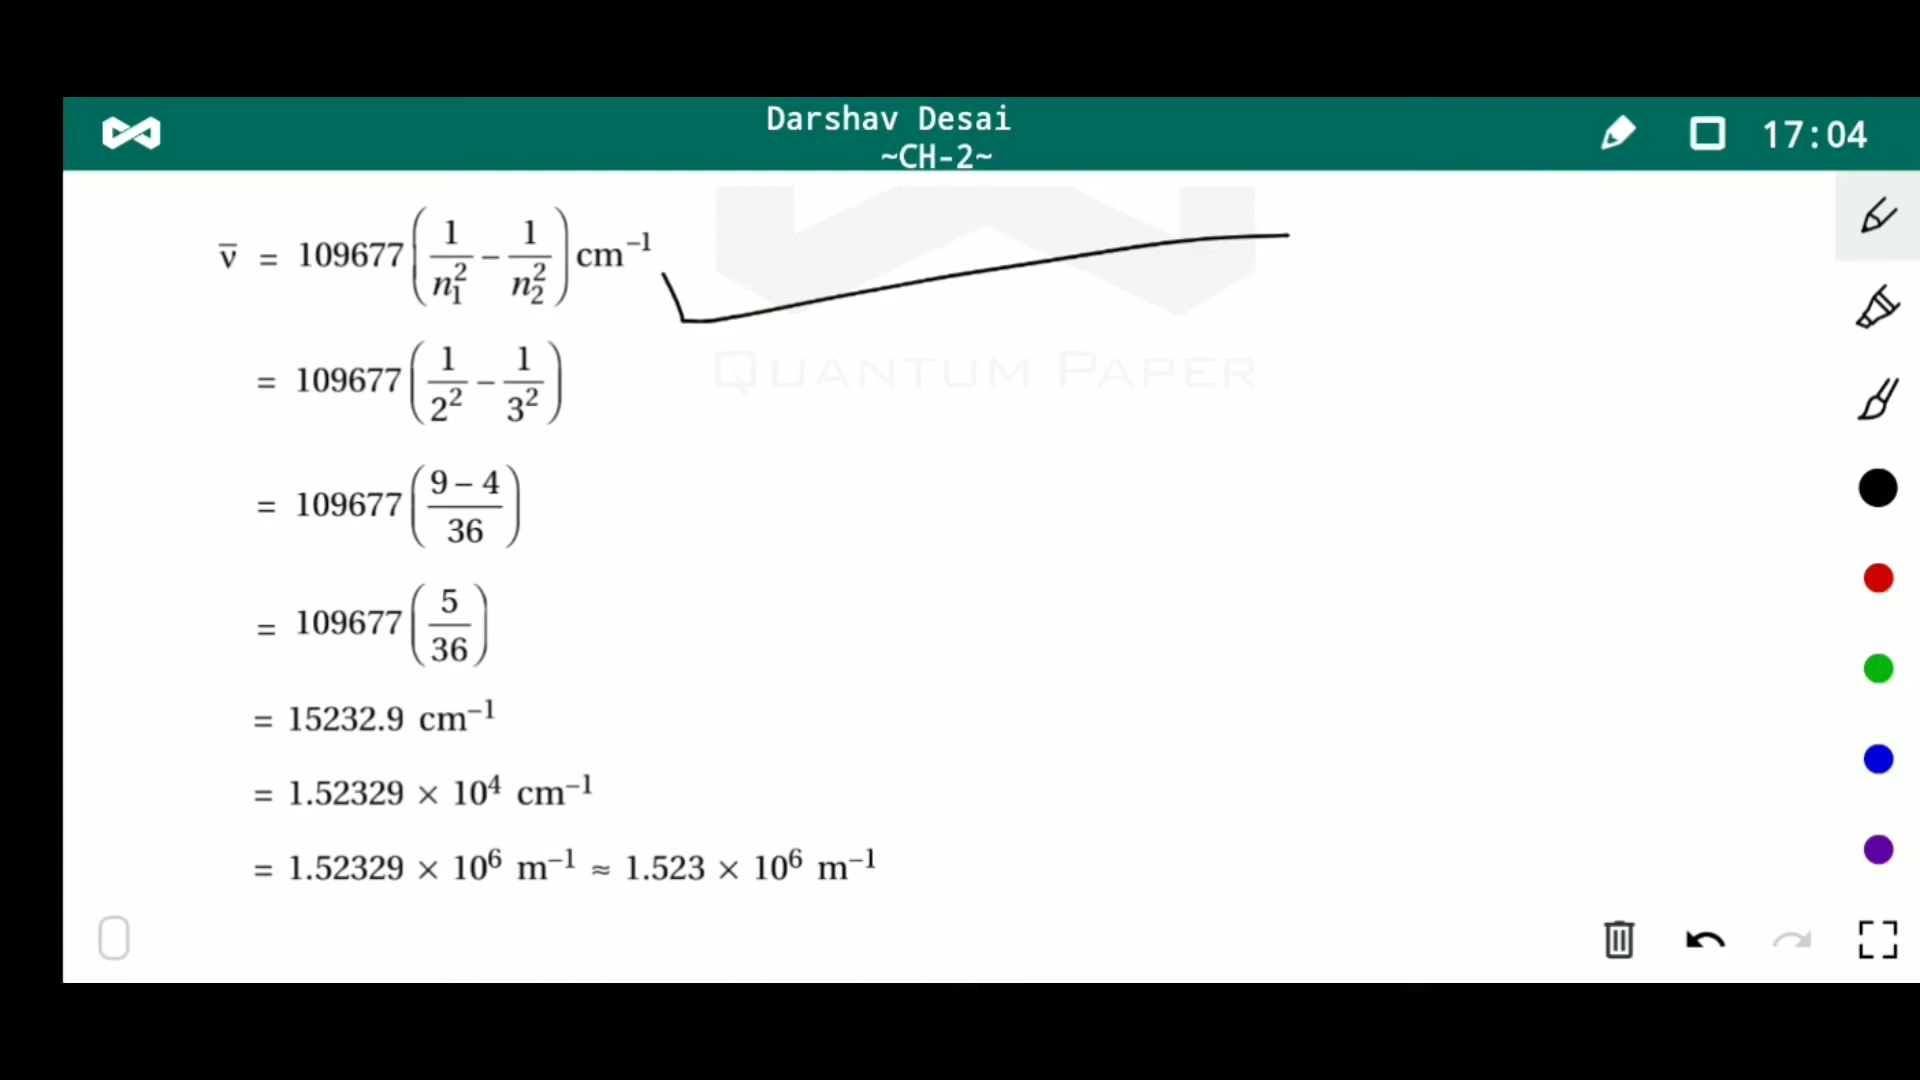 Darshav Desai
~CH-2~
17:04
ν̅ = 109677 (1/n₁² − 1/n₂²) cm⁻¹
QUANTUM PAPER
= 109677 (1/2² − 1/3²)
= 109677 (9 − 4/36)
= 109677 (5/36)
= 15232.9 cm⁻¹
= 1.52329 × 10⁴ cm⁻¹
= 1.52329 × 10⁶ m⁻¹ ≈ 1.523 × 10⁶ m⁻¹